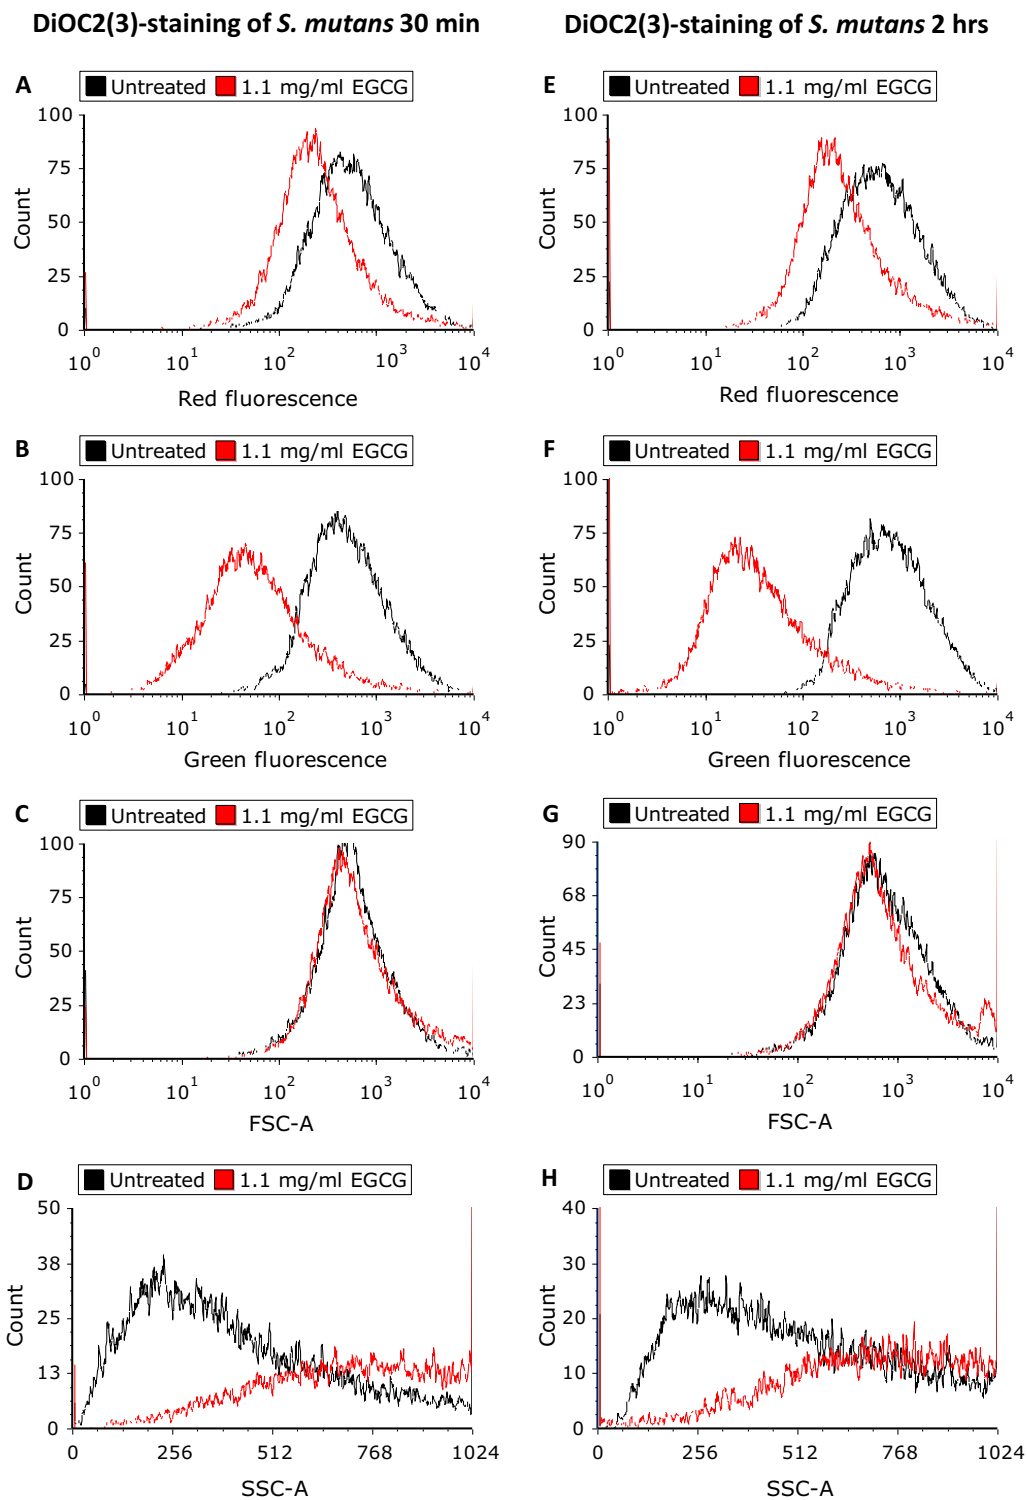 DiOC2(3)-staining of S. mutans 30 min
DiOC2(3)-staining of S. mutans 2 hrs
A
Untreated 1.1 mg/ml EGCG
100
75
50
25
0
Count
10^0 10^1 10^2 10^3 10^4
Red fluorescence
E
Untreated 1.1 mg/ml EGCG
100
75
50
25
0
Count
10^0 10^1 10^2 10^3 10^4
Red fluorescence
B
Untreated 1.1 mg/ml EGCG
100
75
50
25
0
Count
10^0 10^1 10^2 10^3 10^4
Green fluorescence
F
Untreated 1.1 mg/ml EGCG
100
75
50
25
0
Count
10^0 10^1 10^2 10^3 10^4
Green fluorescence
C
Untreated 1.1 mg/ml EGCG
100
75
50
25
0
Count
10^0 10^1 10^2 10^3 10^4
FSC-A
G
Untreated 1.1 mg/ml EGCG
90
68
45
23
0
Count
10^0 10^1 10^2 10^3 10^4
FSC-A
D
Untreated 1.1 mg/ml EGCG
50
38
25
13
0
Count
0 256 512 768 1024
SSC-A
H
Untreated 1.1 mg/ml EGCG
40
30
20
10
0
Count
0 256 512 768 1024
SSC-A